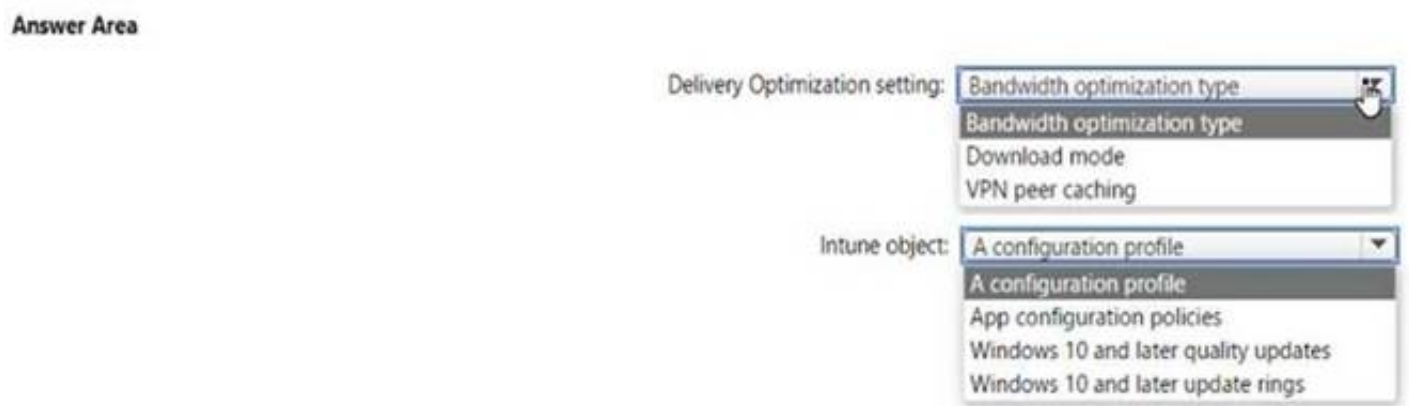 Answer Area
Delivery Optimization setting: Bandwidth optimization type
Bandwidth optimization type
Download mode
VPN peer caching
Intune object: A configuration profile
A configuration profile
App configuration policies
Windows 10 and later quality updates
Windows 10 and later update rings